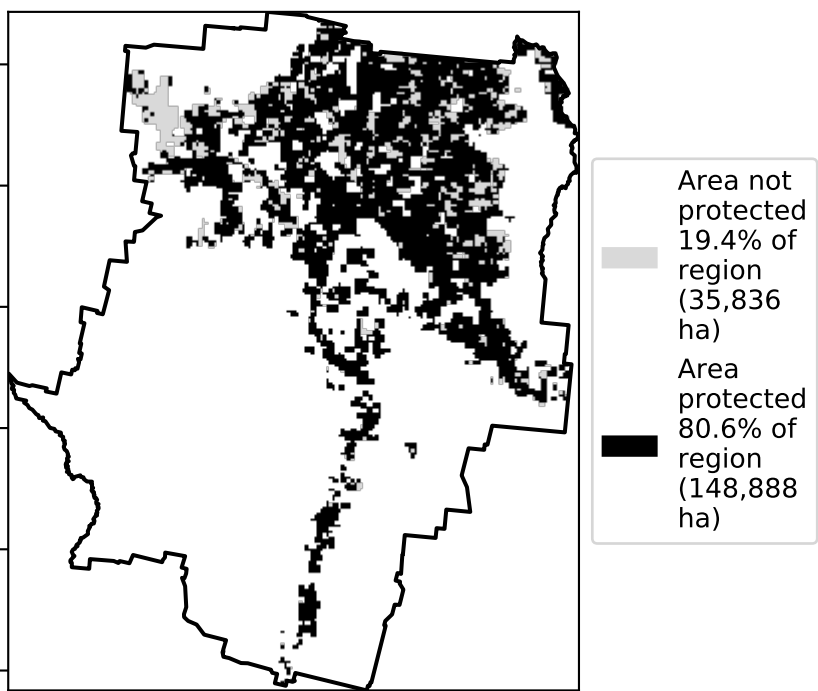 Area not
protected
19.4% of
region
(35,836
ha)
Area
protected
80.6% of
region
(148,888
ha)